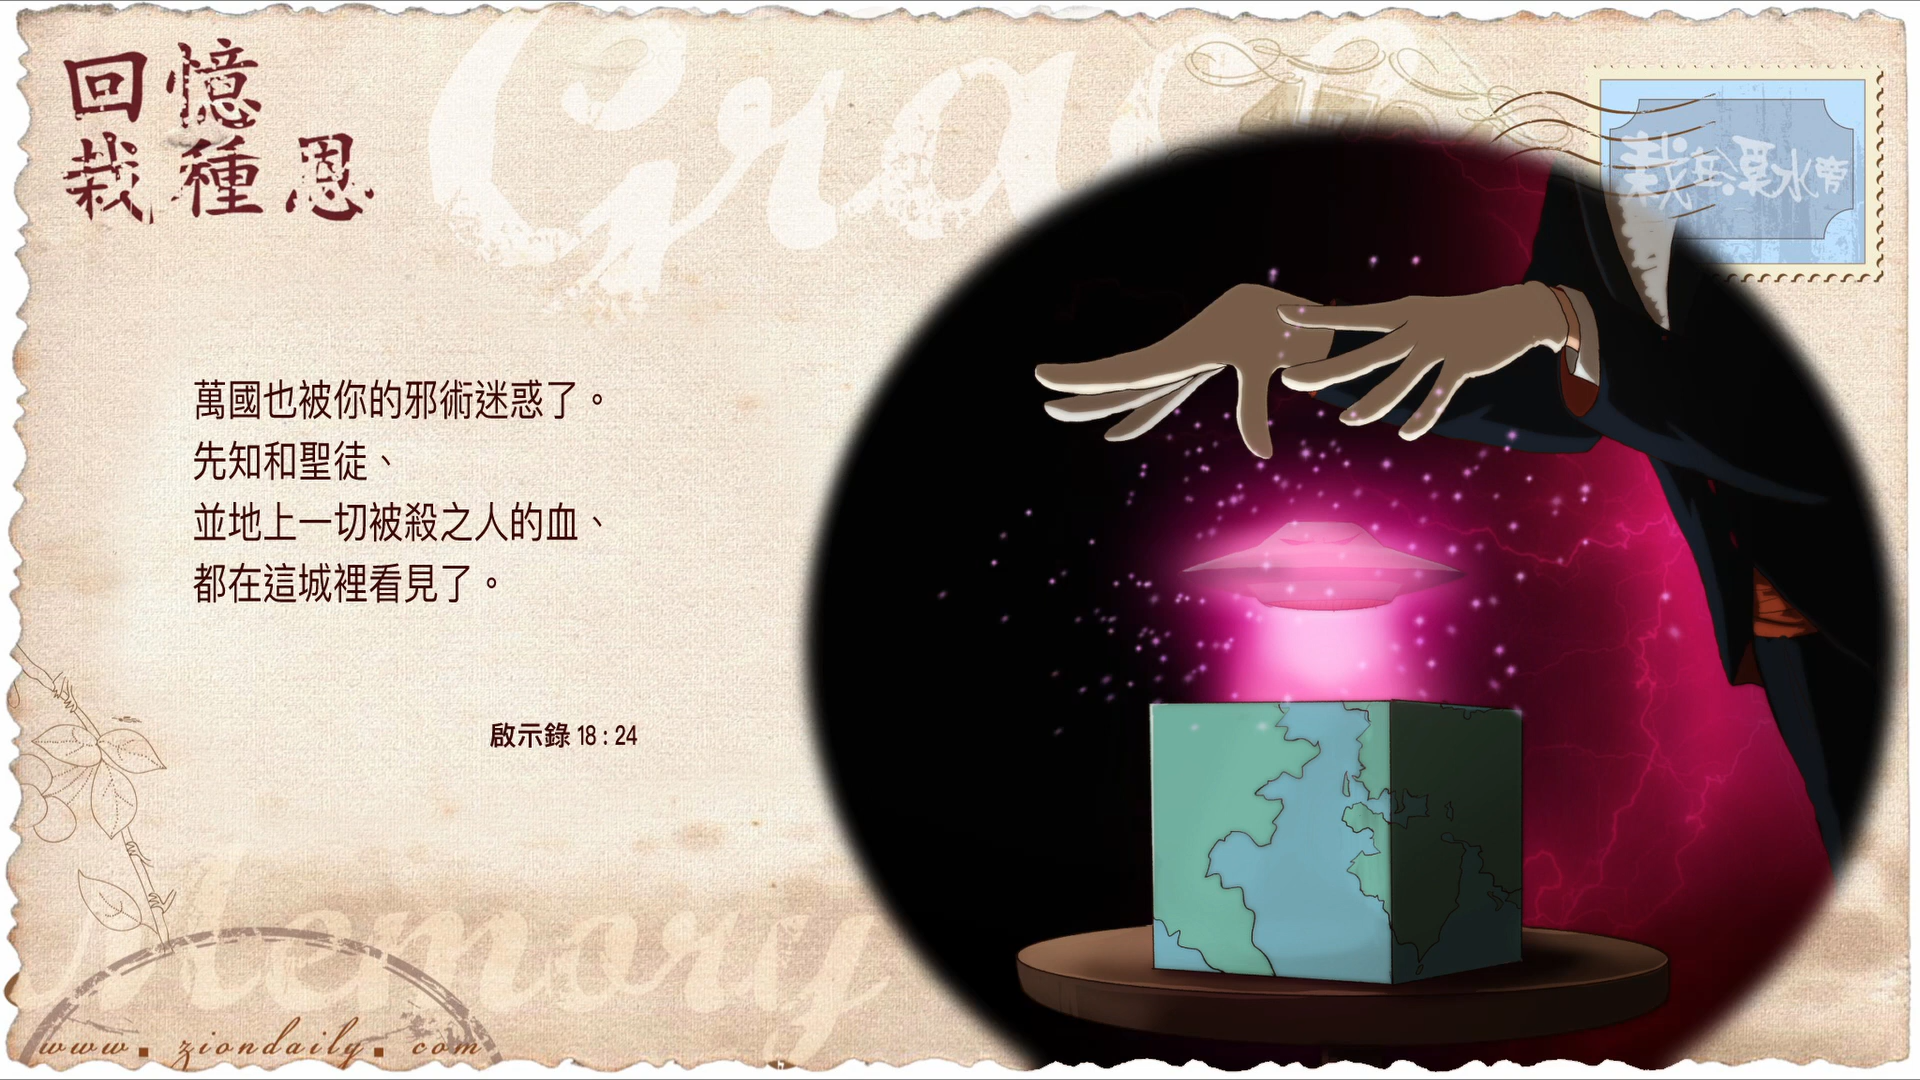 回憶
栽種恩
Grace
萬國也被你的邪術迷惑了。
先知和聖徒、
並地上一切被殺之人的血、
都在這城裡看見了。
啟示錄 18 : 24
Memory
www. ziondaily. com